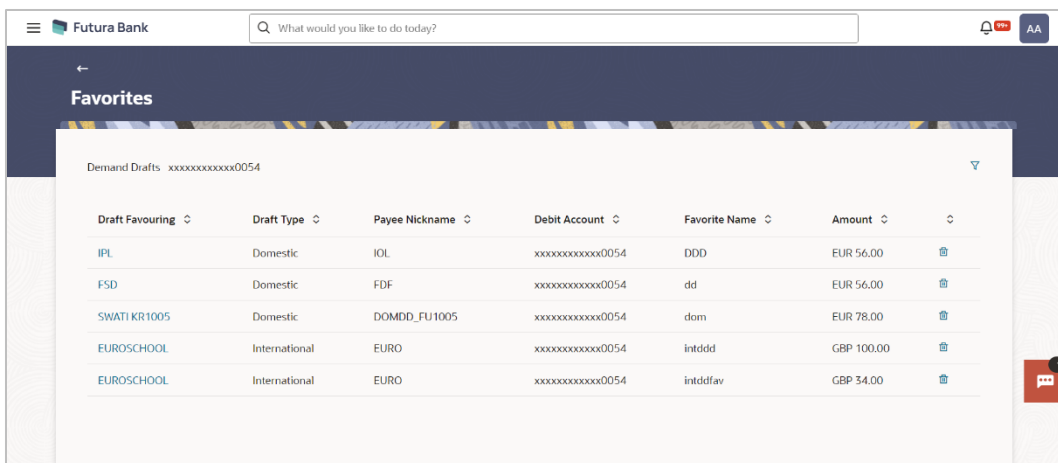 Futura Bank What would you like to do today? 99+ AA
Favorites
Demand Drafts xxxxxxxxxxxx0054
Draft Favouring Draft Type Payee Nickname Debit Account Favorite Name Amount
IPL Domestic IOL xxxxxxxxxxxx0054 DDD EUR 56.00
FSD Domestic FDF xxxxxxxxxxxx0054 dd EUR 56.00
SWATI KR1005 Domestic DOMDD_FU1005 xxxxxxxxxxxx0054 dom EUR 78.00
EUROSCHOOL International EURO xxxxxxxxxxxx0054 intddd GBP 100.00
EUROSCHOOL International EURO xxxxxxxxxxxx0054 intddfav GBP 34.00